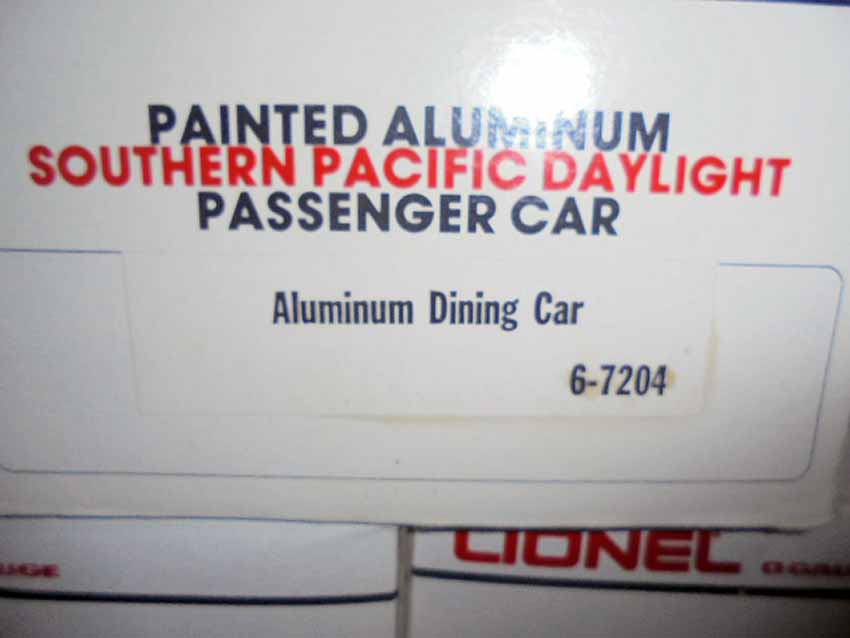 PAINTED ALUMINUM
SOUTHERN PACIFIC DAYLIGHT
PASSENGER CAR
Aluminum Dining Car
6-7204
LIONEL